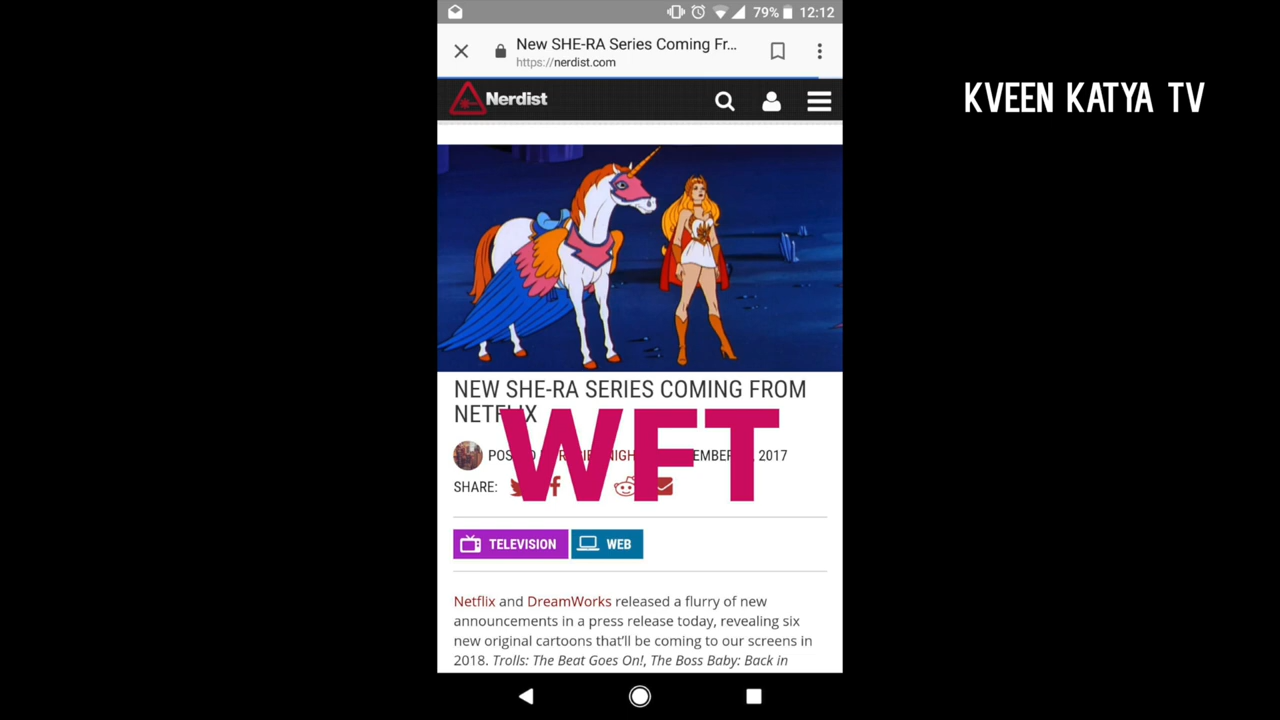 79% 12:12
New SHE-RA Series Coming Fr...
https://nerdist.com
Nerdist
KVEEN KATYA TV
NEW SHE-RA SERIES COMING FROM
NETFLIX
WFT
2017
SHARE:
TELEVISION WEB
Netflix and DreamWorks released a flurry of new
announcements in a press release today, revealing six
new original cartoons that'll be coming to our screens in
2018. Trolls: The Beat Goes On!, The Boss Baby: Back in